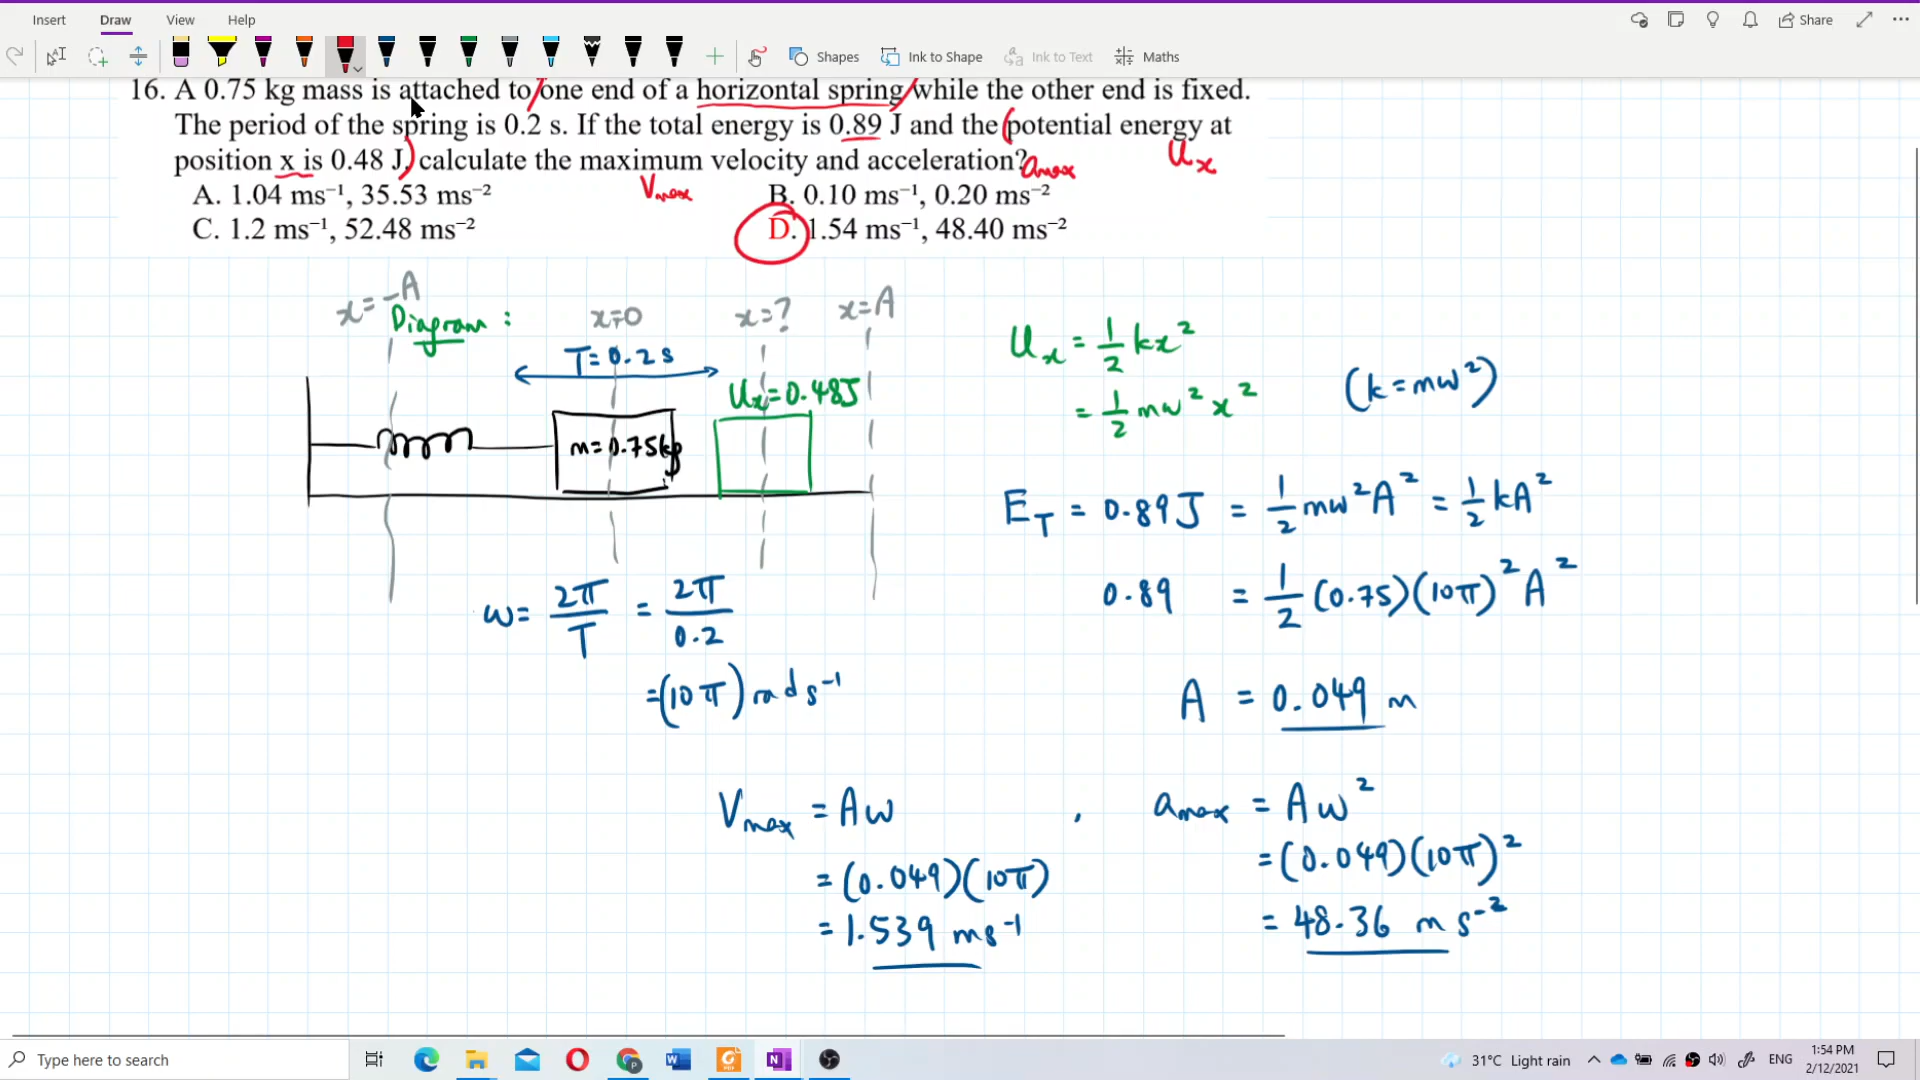 Insert Draw View Help
Share
Shapes Ink to Shape Ink to Text Maths
16. A 0.75 kg mass is attached to one end of a horizontal spring while the other end is fixed.
The period of the spring is 0.2 s. If the total energy is 0.89 J and the potential energy at
position x is 0.48 J, calculate the maximum velocity and acceleration?
Vmax amax Ux
A. 1.04 ms⁻¹, 35.53 ms⁻² B. 0.10 ms⁻¹, 0.20 ms⁻²
C. 1.2 ms⁻¹, 52.48 ms⁻² D. 1.54 ms⁻¹, 48.40 ms⁻²
x=-A x=0 x=? x=A
Diagram :
T=0.2s
Ux=0.48J
m=0.75kg
ω= 2π/T = 2π/0.2
=(10π) rad s⁻¹
Ux = 1/2 kx²
= 1/2 mω²x²
(k=mω²)
ET = 0.89J = 1/2 mω²A² = 1/2 kA²
0.89 = 1/2 (0.75)(10π)²A²
A = 0.049 m
Vmax = Aω , amax = Aω²
= (0.049)(10π) =(0.049)(10π)²
= 1.539 ms⁻¹ = 48.36 m s⁻²
Type here to search
31°C Light rain ENG 1:54 PM
2/12/2021